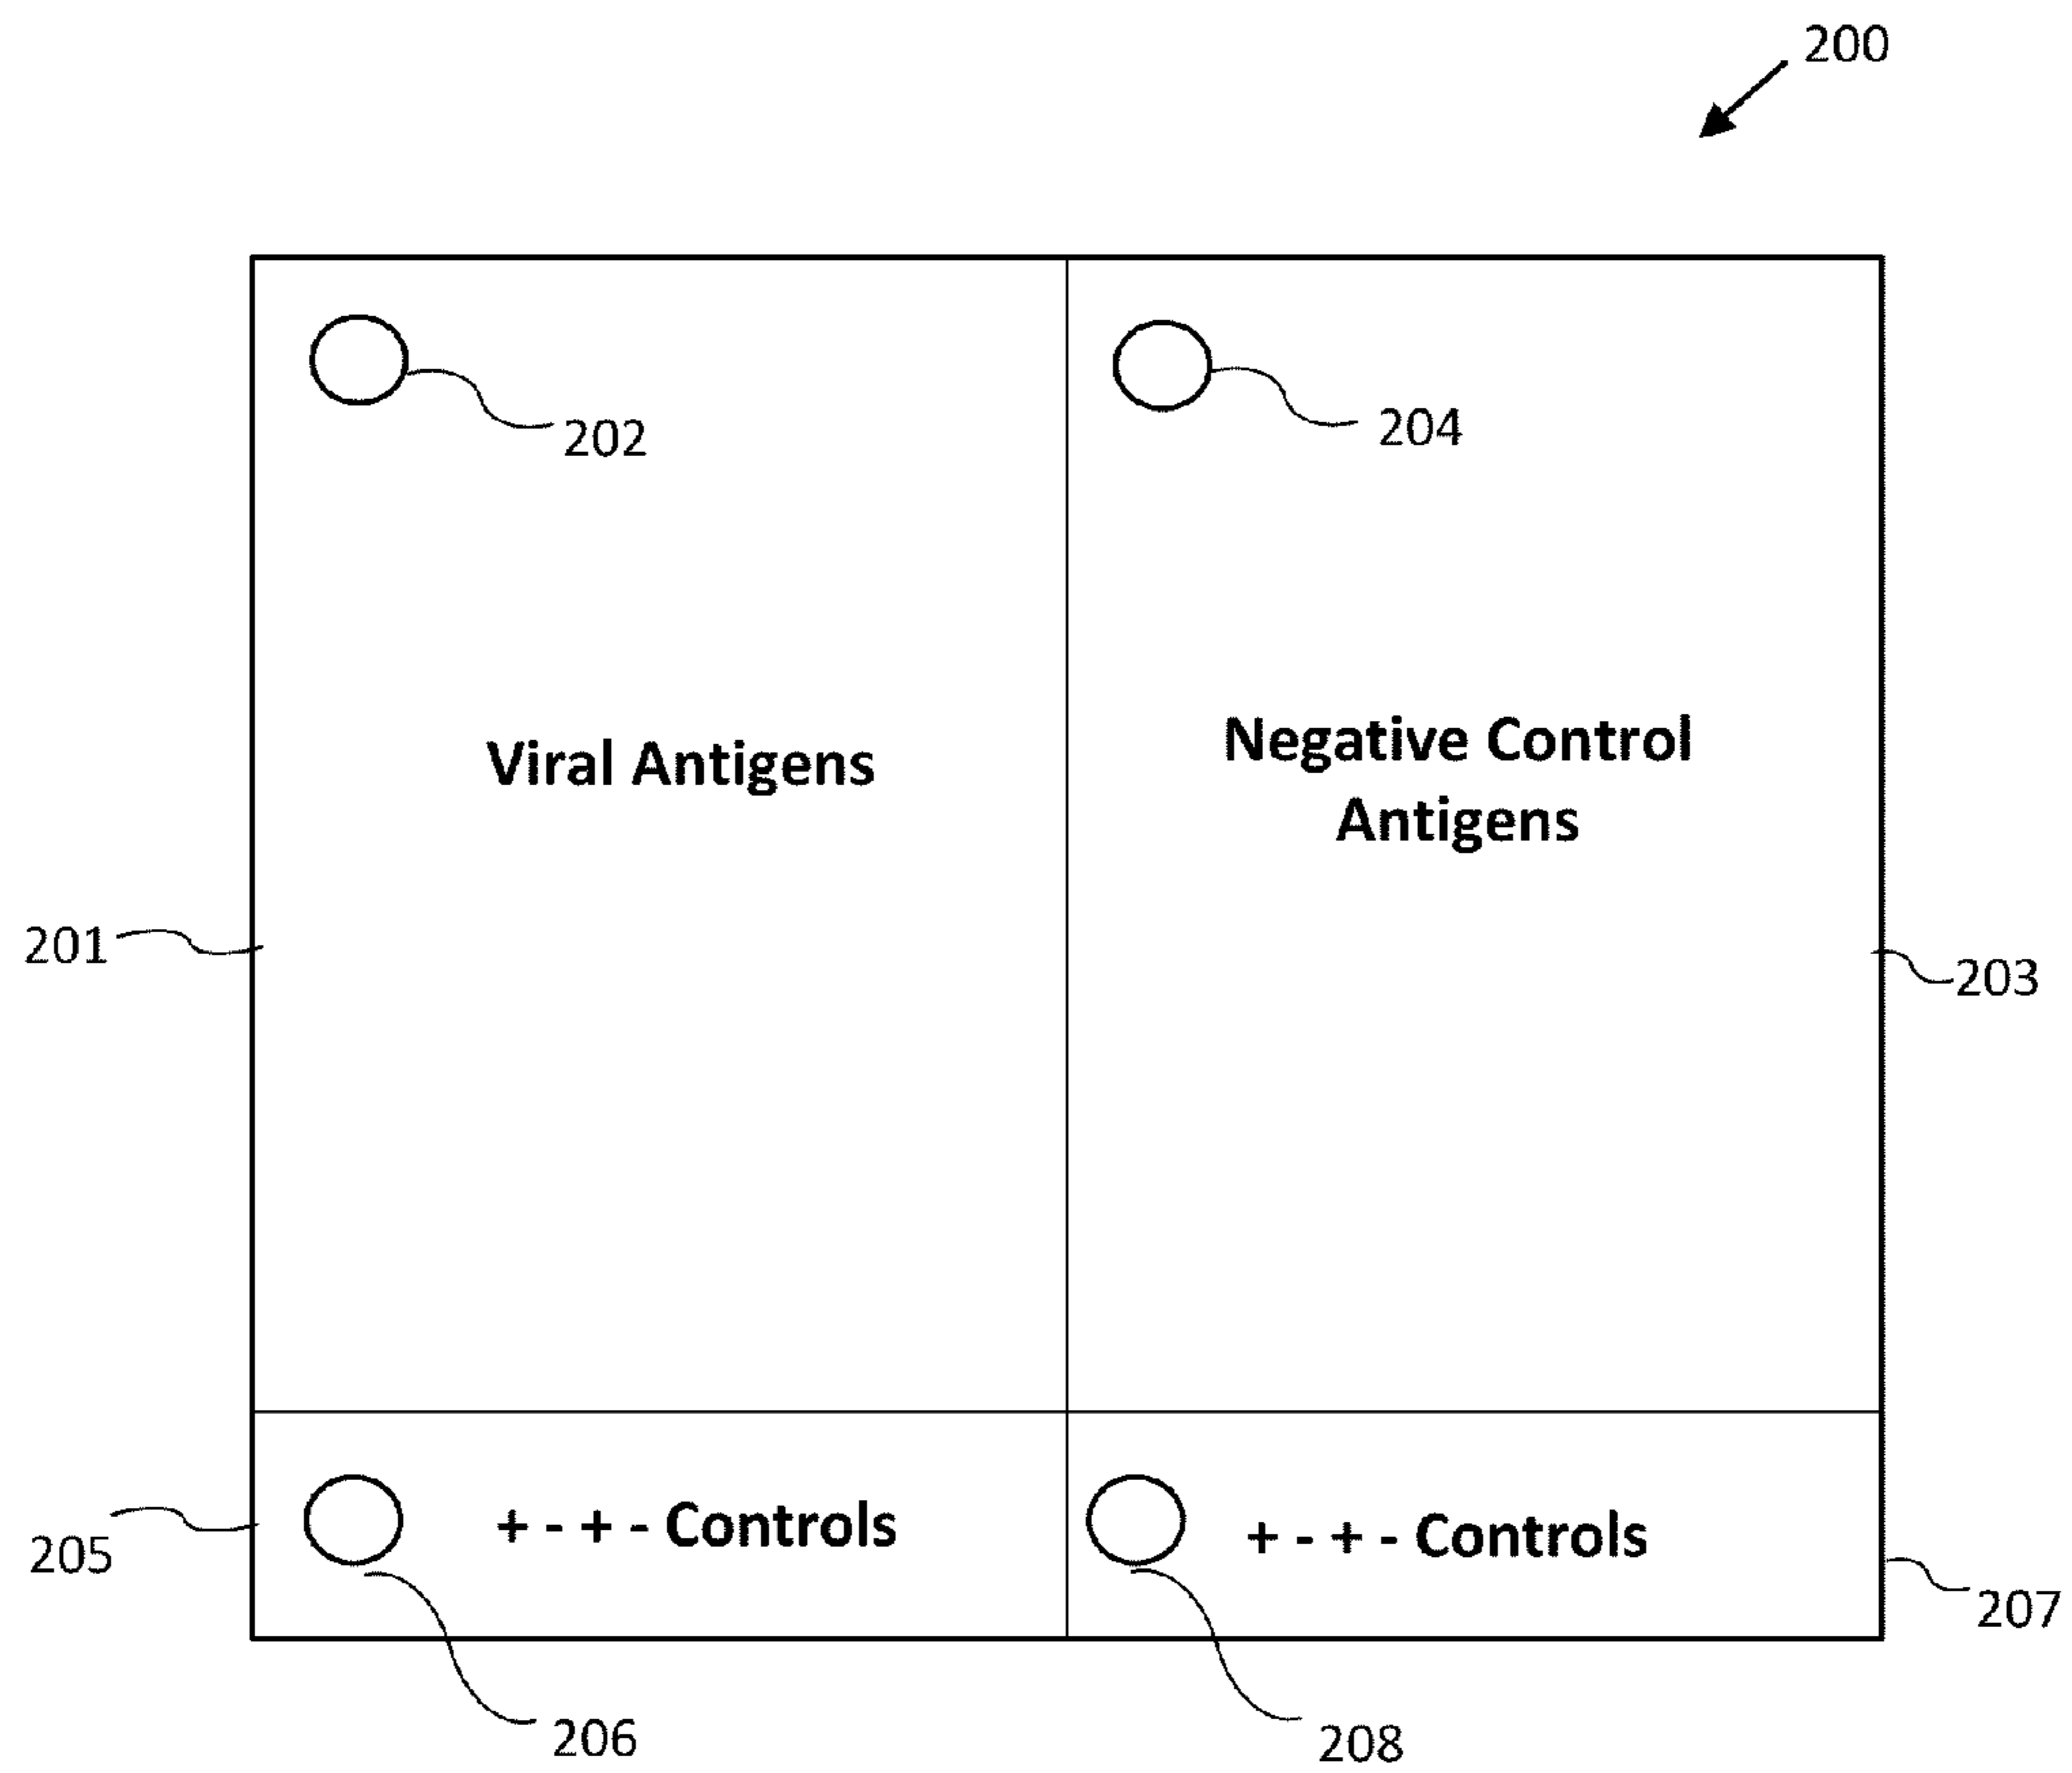 200
202
204
Viral Antigens
Negative Control
Antigens
201
203
+ - + - Controls
+ - + - Controls
205
207
206
208